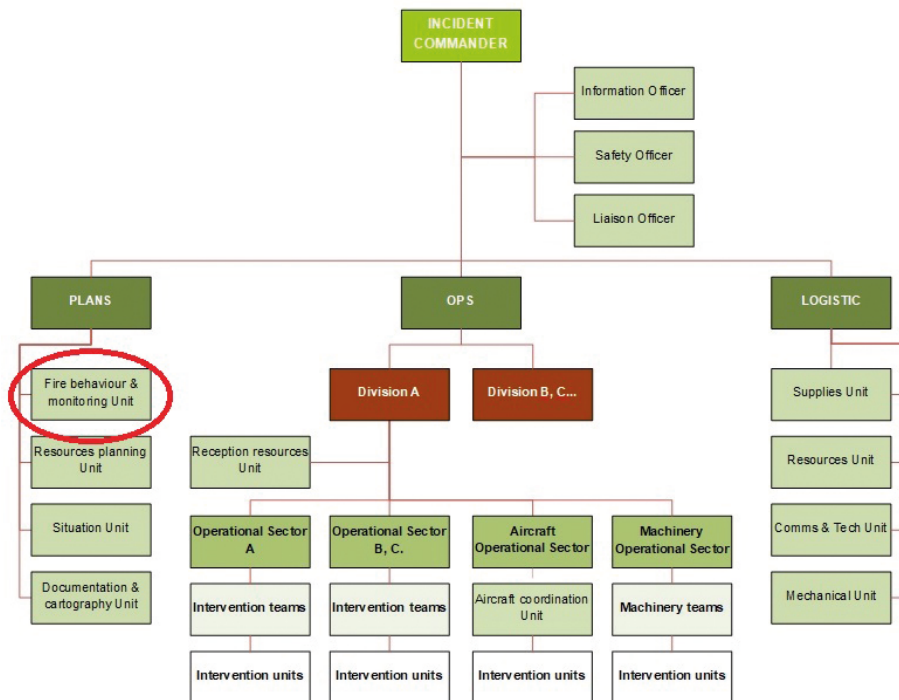 INCIDENT
COMMANDER
Information Officer
Safety Officer
Liaison Officer
PLANS
OPS
LOGISTIC
Fire behaviour &
monitoring Unit
Division A
Division B, C...
Supplies Unit
Resources planning
Unit
Reception resources
Unit
Resources Unit
Situation Unit
Operational Sector
A
Operational Sector
B, C.
Aircraft
Operational Sector
Machinery
Operational Sector
Comms & Tech Unit
Documentation &
cartography Unit
Intervention teams
Intervention teams
Aircraft coordination
Unit
Machinery teams
Mechanical Unit
Intervention units
Intervention units
Intervention units
Intervention units